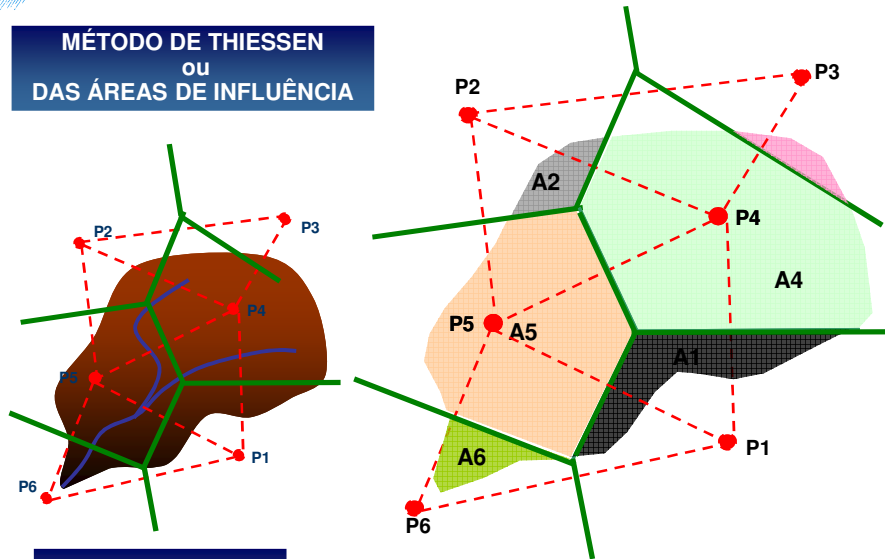 MÉTODO DE THIESSEN
ou
DAS ÁREAS DE INFLUÊNCIA
P2
P3
P4
P5
P1
P6
P2
P3
A2
P4
A4
P5
A5
A1
P1
A6
P6